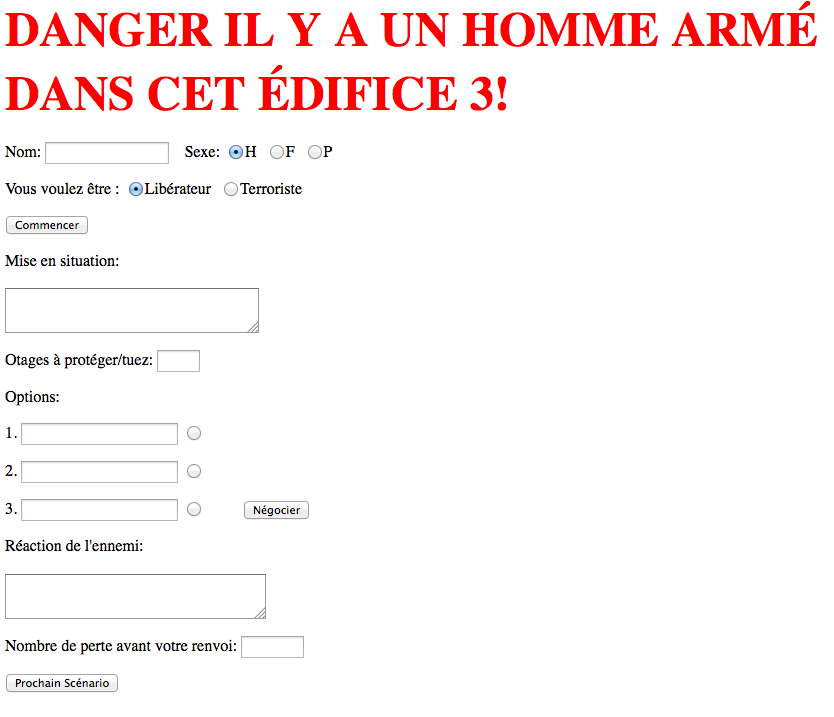 DANGER IL Y A UN HOMME ARMÉ
DANS CET ÉDIFICE 3!
Nom: Sexe: H F P
Vous voulez être : Libérateur Terroriste
Commencer
Mise en situation:
Otages à protéger/tuez:
Options:
1.
2.
3. Négocier
Réaction de l'ennemi:
Nombre de perte avant votre renvoi:
Prochain Scénario